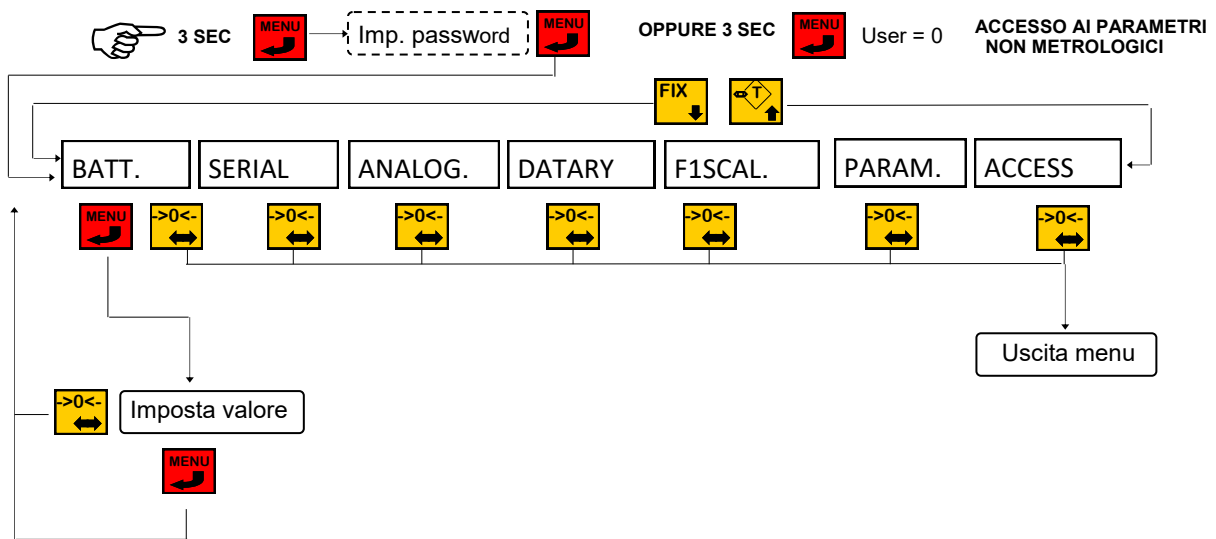 3 SEC
MENU
Imp. password
MENU
OPPURE 3 SEC
MENU
User = 0
ACCESSO AI PARAMETRI
NON METROLOGICI
FIX
T
BATT.
SERIAL
ANALOG.
DATARY
F1SCAL.
PARAM.
ACCESS
MENU
->0<-
->0<-
->0<-
->0<-
->0<-
->0<-
->0<-
Uscita menu
->0<-
Imposta valore
MENU